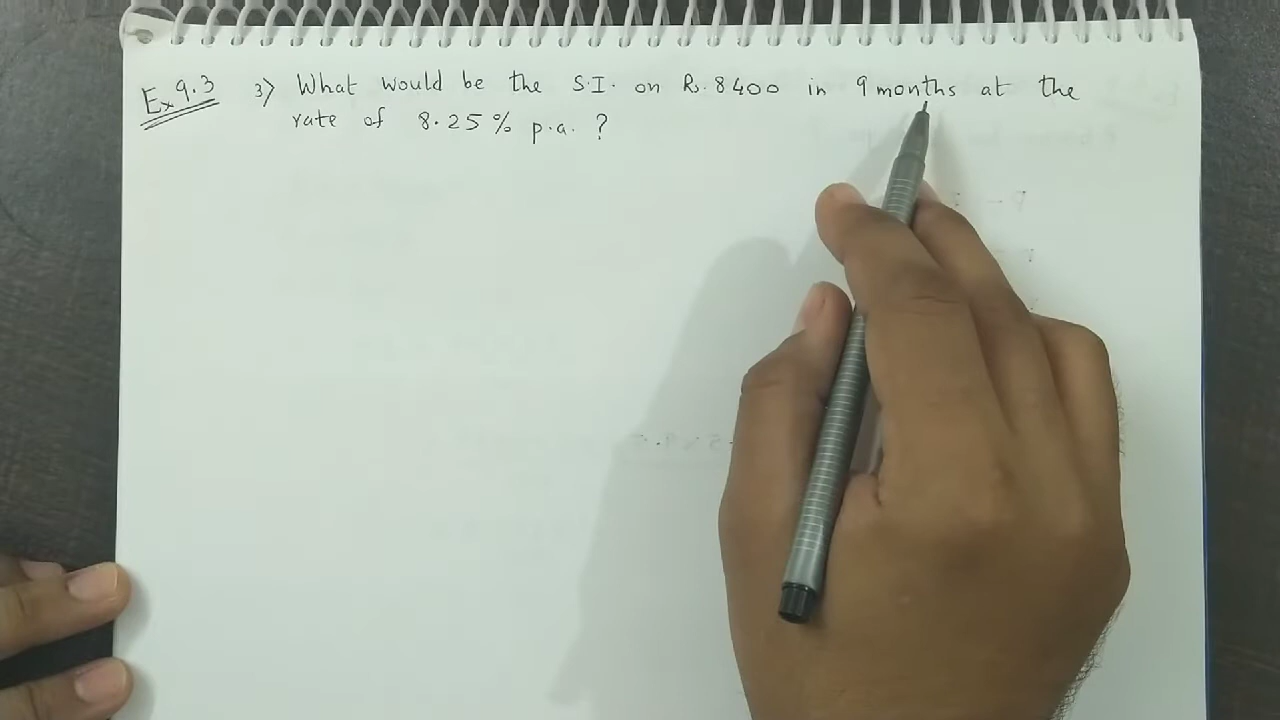 Ex 9.3 3) What would be the S.I. on Rs. 8400 in 9 months at the
rate of 8.25% p.a. ?